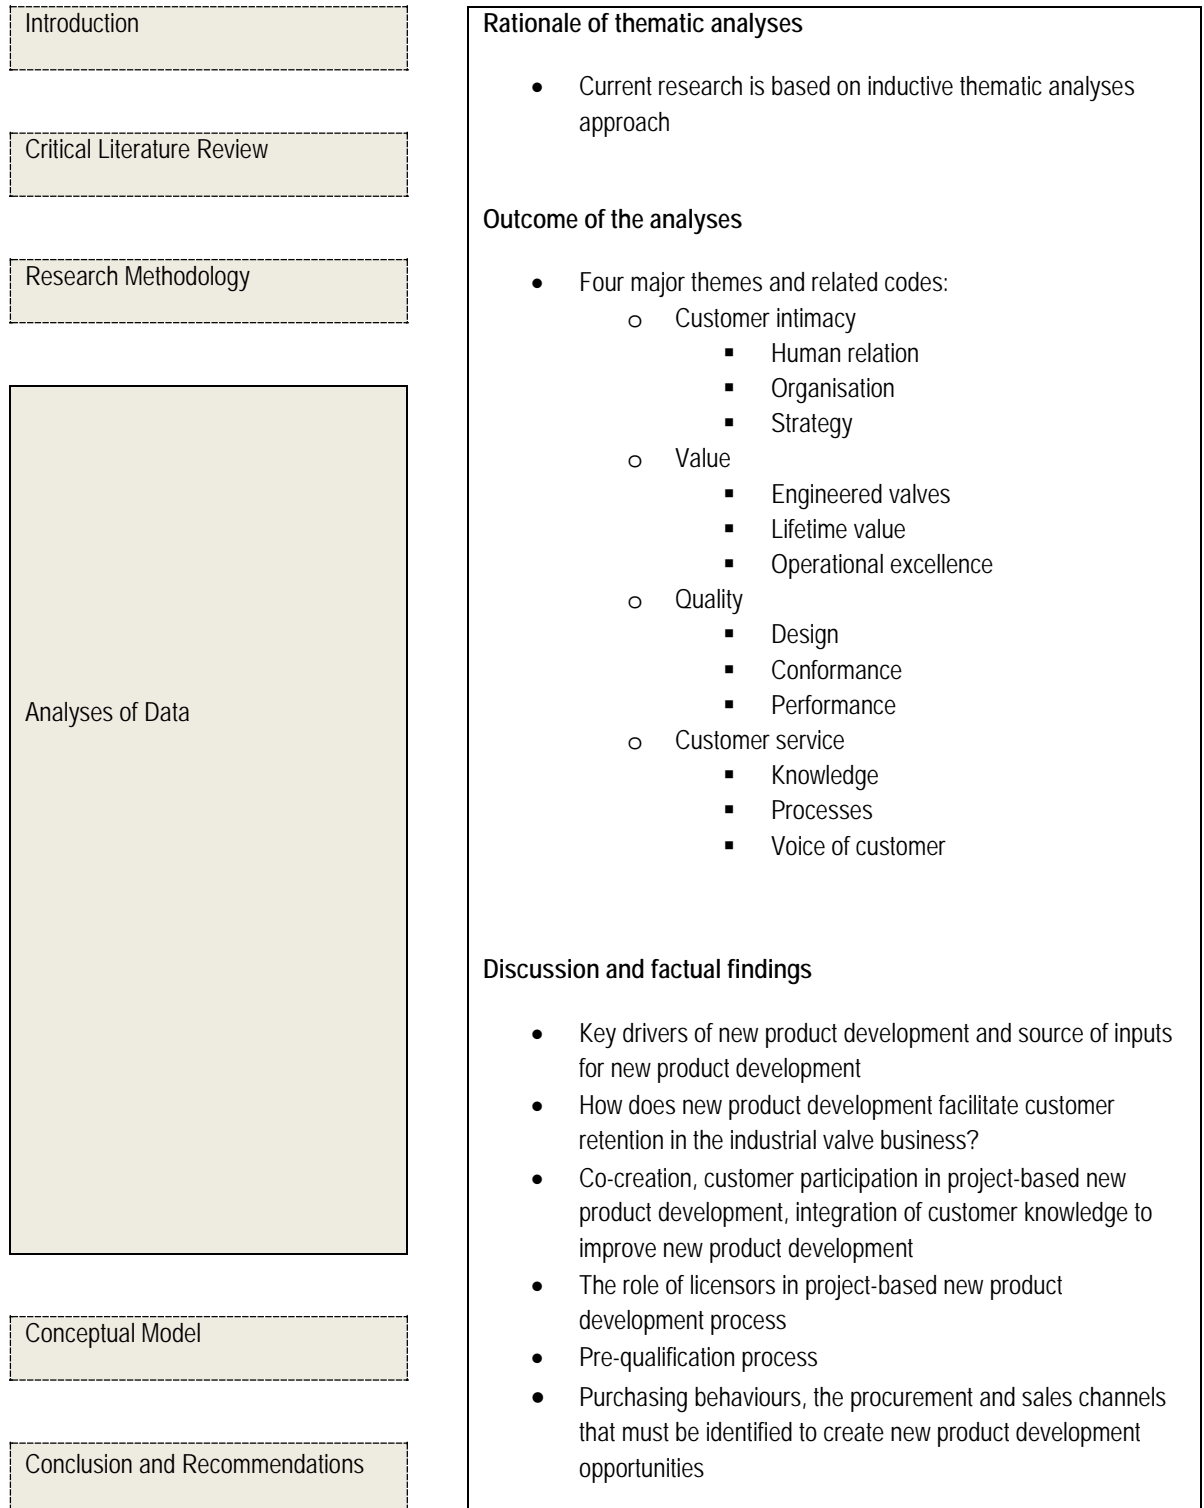 Introduction
Critical Literature Review
Research Methodology
Analyses of Data
Conceptual Model
Conclusion and Recommendations
Rationale of thematic analyses
• Current research is based on inductive thematic analyses
approach
Outcome of the analyses
• Four major themes and related codes:
o Customer intimacy
▪ Human relation
▪ Organisation
▪ Strategy
o Value
▪ Engineered valves
▪ Lifetime value
▪ Operational excellence
o Quality
▪ Design
▪ Conformance
▪ Performance
o Customer service
▪ Knowledge
▪ Processes
▪ Voice of customer
Discussion and factual findings
• Key drivers of new product development and source of inputs
for new product development
• How does new product development facilitate customer
retention in the industrial valve business?
• Co-creation, customer participation in project-based new
product development, integration of customer knowledge to
improve new product development
• The role of licensors in project-based new product
development process
• Pre-qualification process
• Purchasing behaviours, the procurement and sales channels
that must be identified to create new product development
opportunities